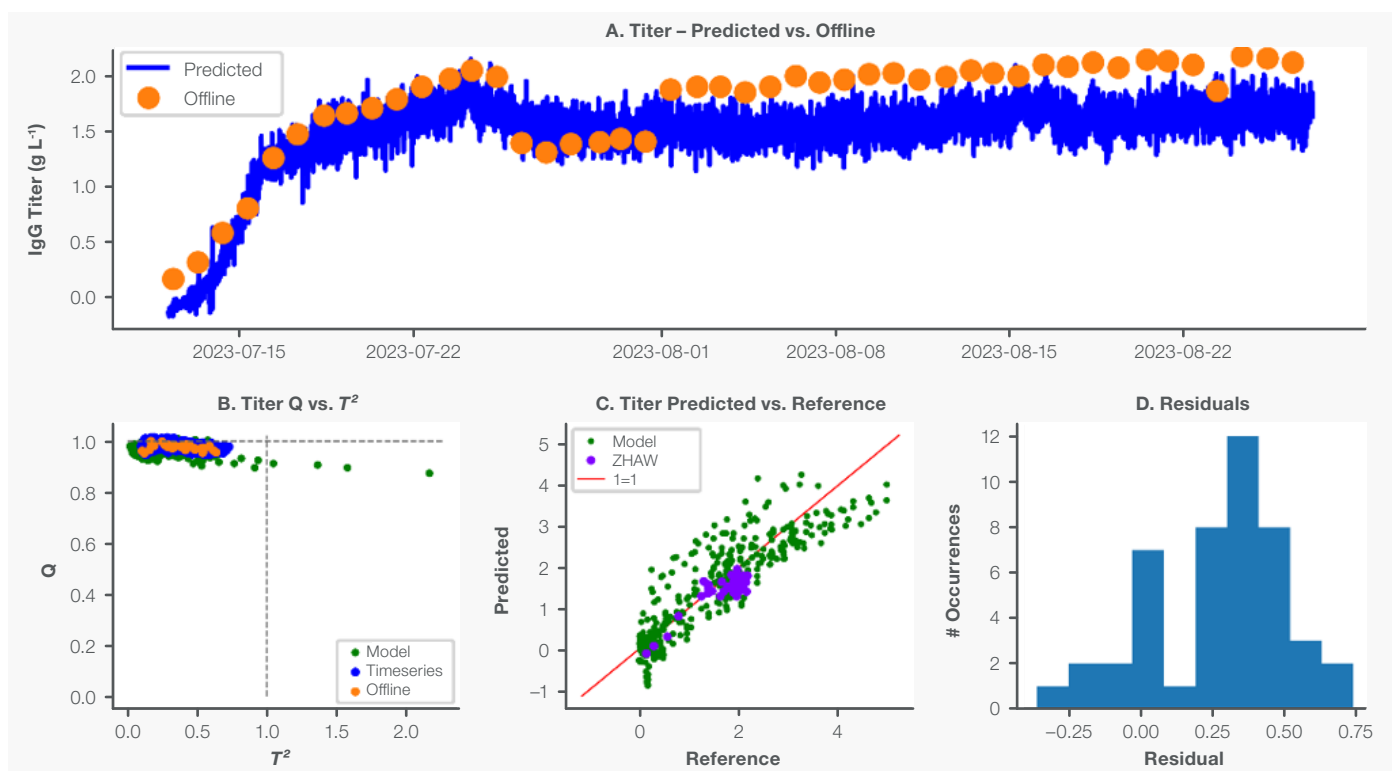 A. Titer – Predicted vs. Offline
Predicted
Offline
IgG Titer (g L-1)
2.0
1.5
1.0
0.5
0.0
2023-07-15
2023-07-22
2023-08-01
2023-08-08
2023-08-15
2023-08-22
B. Titer Q vs. T²
Q
1.0
0.8
0.6
0.4
0.2
0.0
Model
Timeseries
Offline
0.0
0.5
1.0
1.5
2.0
T²
C. Titer Predicted vs. Reference
Predicted
5
4
3
2
1
0
−1
Model
ZHAW
1=1
0
2
4
Reference
D. Residuals
# Occurrences
12
10
8
6
4
2
0
−0.25
0.00
0.25
0.50
0.75
Residual